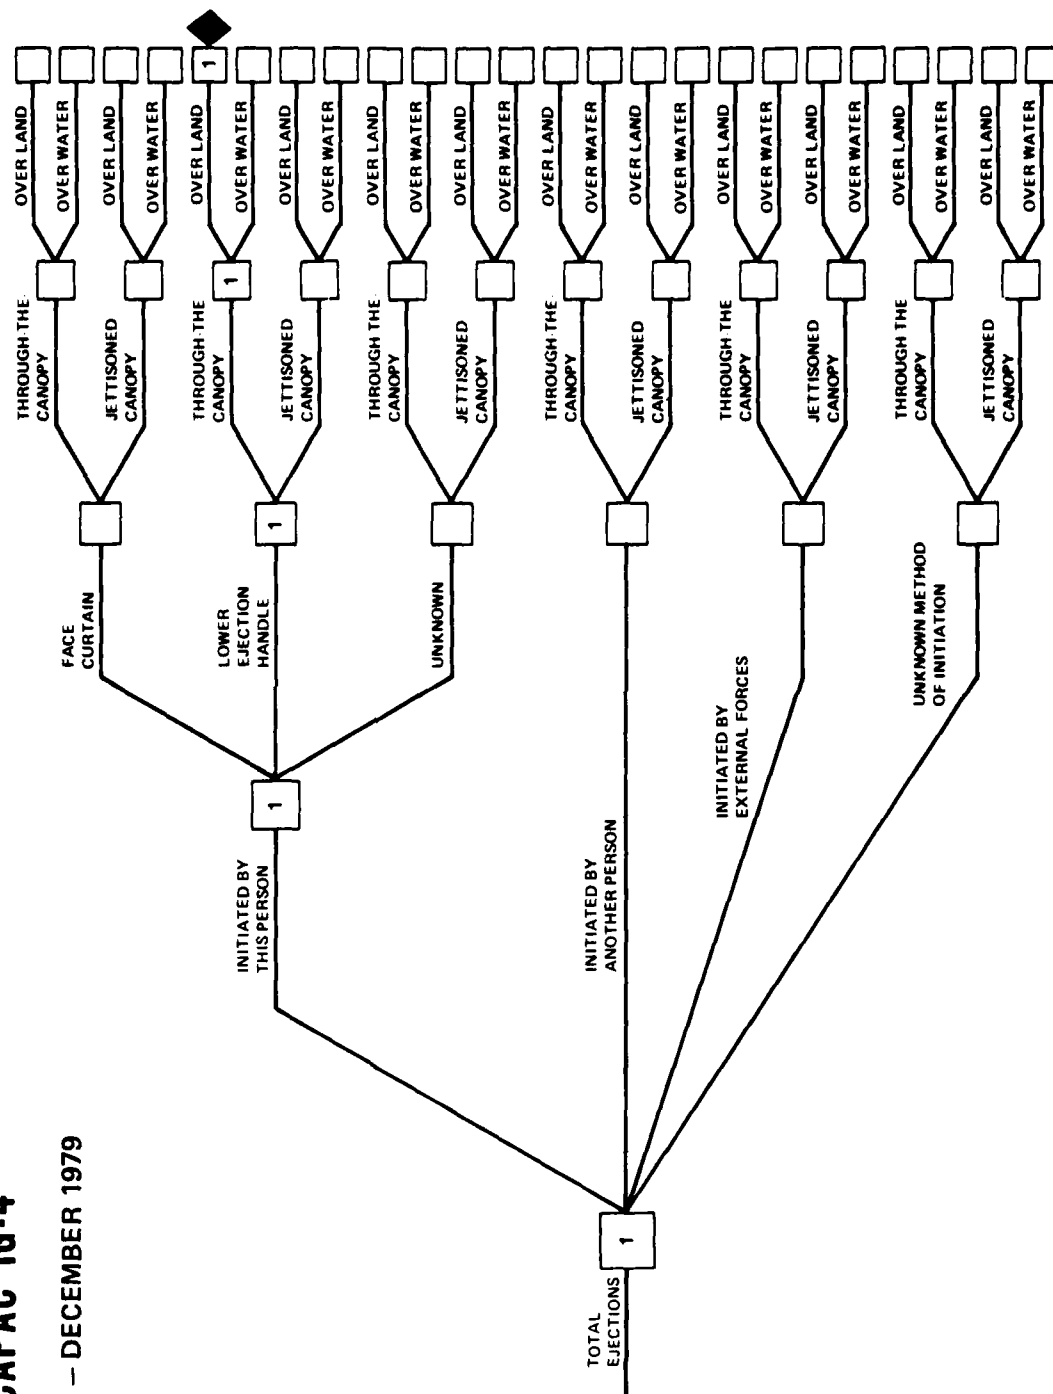 CAPAC IG-4
– DECEMBER 1979
TOTAL
EJECTIONS
1
INITIATED BY
THIS PERSON
1
INITIATED BY
ANOTHER PERSON
INITIATED BY
EXTERNAL FORCES
UNKNOWN METHOD
OF INITIATION
FACE
CURTAIN
LOWER
EJECTION
HANDLE
1
UNKNOWN
THROUGH-THE-
CANOPY
JETTISONED
CANOPY
THROUGH-THE
CANOPY
1
JETTISONED
CANOPY
THROUGH THE
CANOPY
JETTISONED
CANOPY
THROUGH-THE
CANOPY
JETTISONED
CANOPY
THROUGH THE
CANOPY
JETTISONED
CANOPY
THROUGH THE
CANOPY
JETTISONED
CANOPY
OVER LAND
OVER WATER
OVER LAND
OVER WATER
OVER LAND
1
OVER WATER
OVER LAND
OVER WATER
OVER LAND
OVER WATER
OVER LAND
OVER WATER
OVER LAND
OVER WATER
OVER LAND
OVER WATER
OVER LAND
OVER WATER
OVER LAND
OVER WATER
OVER LAND
OVER WATER
OVER LAND
OVER WATER